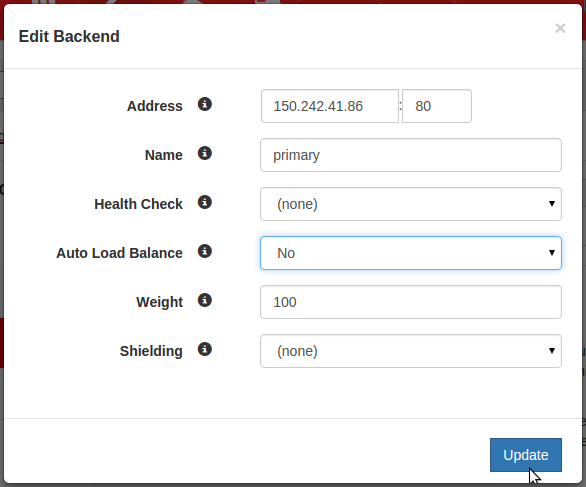 Edit Backend ×
Address 150.242.41.86 : 80
Name primary
Health Check (none)
Auto Load Balance No
Weight 100
Shielding (none)
Update